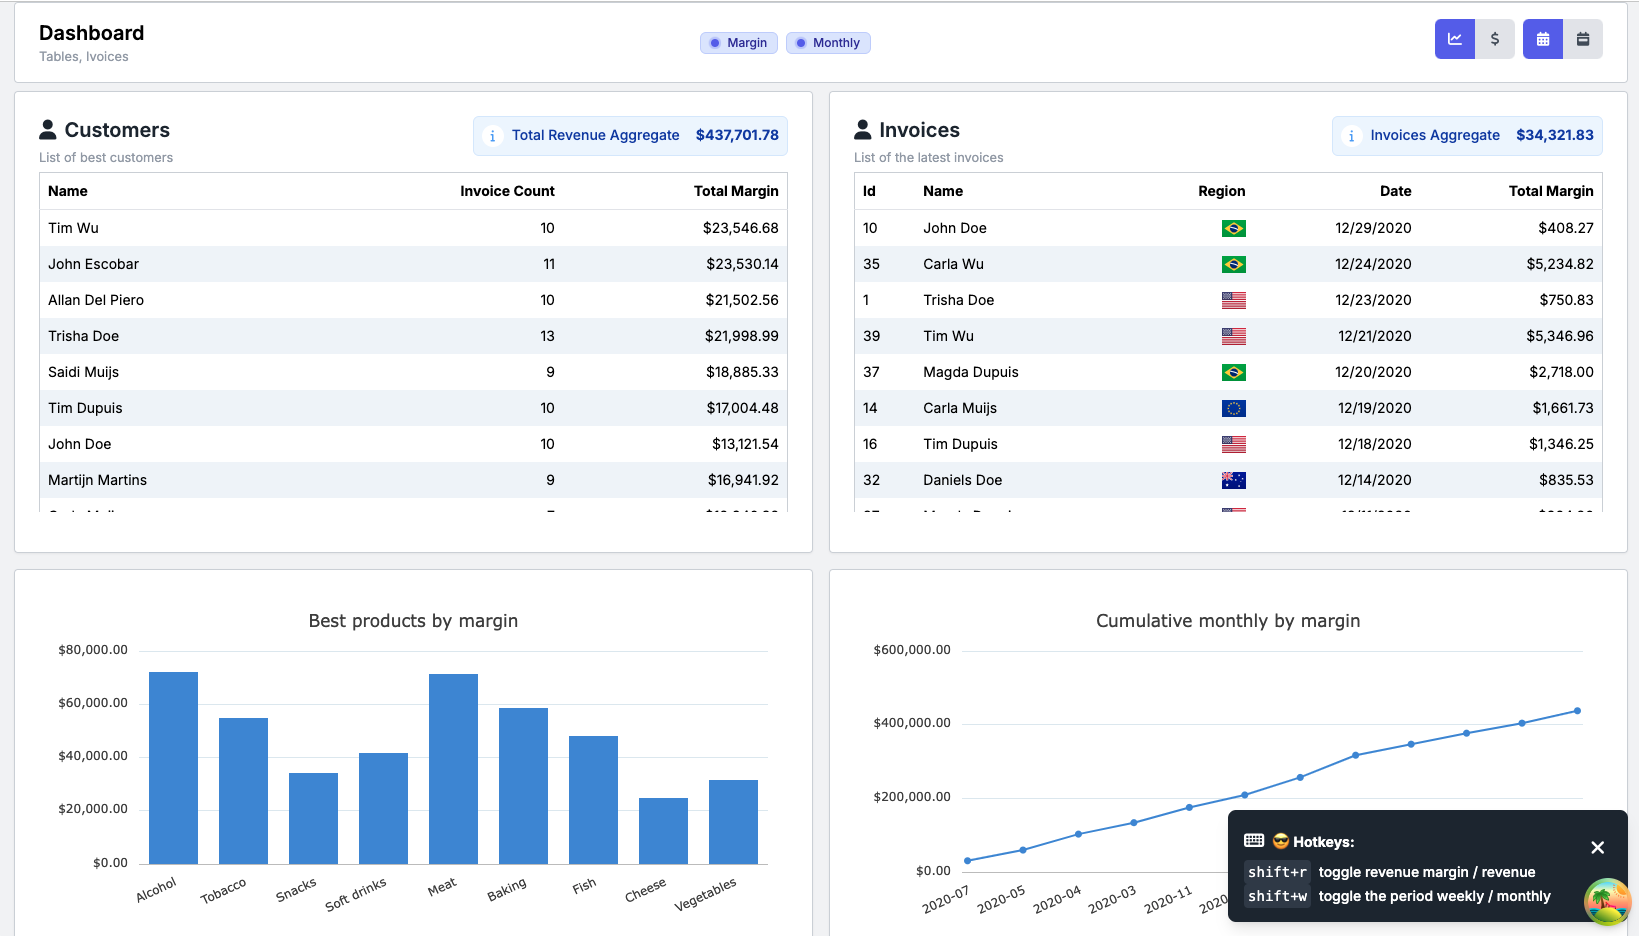 Dashboard
Tables, Ivoices
Margin
Monthly
$
Customers
List of best customers
i Total Revenue Aggregate $437,701.78
Name Invoice Count Total Margin
Tim Wu 10 $23,546.68
John Escobar 11 $23,530.14
Allan Del Piero 10 $21,502.56
Trisha Doe 13 $21,998.99
Saidi Muijs 9 $18,885.33
Tim Dupuis 10 $17,004.48
John Doe 10 $13,121.54
Martijn Martins 9 $16,941.92
Invoices
List of the latest invoices
i Invoices Aggregate $34,321.83
Id Name Region Date Total Margin
10 John Doe 12/29/2020 $408.27
35 Carla Wu 12/24/2020 $5,234.82
1 Trisha Doe 12/23/2020 $750.83
39 Tim Wu 12/21/2020 $5,346.96
37 Magda Dupuis 12/20/2020 $2,718.00
14 Carla Muijs 12/19/2020 $1,661.73
16 Tim Dupuis 12/18/2020 $1,346.25
32 Daniels Doe 12/14/2020 $835.53
Best products by margin
$80,000.00
$60,000.00
$40,000.00
$20,000.00
$0.00
Alcohol
Tobacco
Snacks
Soft drinks
Meat
Baking
Fish
Cheese
Vegetables
Cumulative monthly by margin
$600,000.00
$400,000.00
$200,000.00
$0.00
2020-07
2020-05
2020-04
2020-03
2020-11
😎 Hotkeys:
shift+r toggle revenue margin / revenue
shift+w toggle the period weekly / monthly